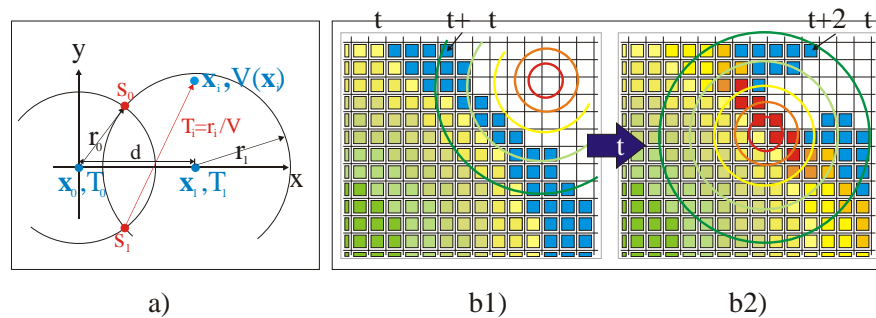 y
S₀
xᵢ, V(xᵢ)
Tᵢ=rᵢ/V
r₀
d
r₁
x
x₀,T₀
x₁,T₁
S₁
a)
t
t+
t
b1)
t
t+2
t
b2)